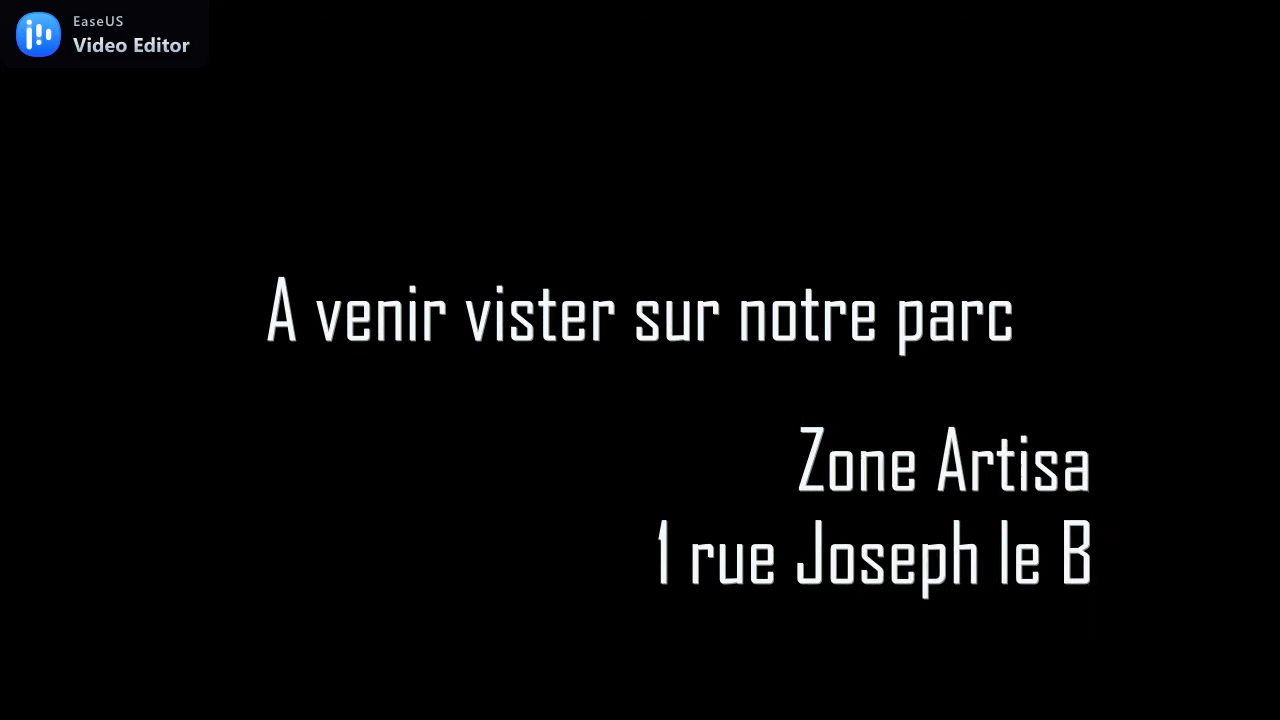 EaseUS
Video Editor
A venir vister sur notre parc
Zone Artisa
1 rue Joseph le B